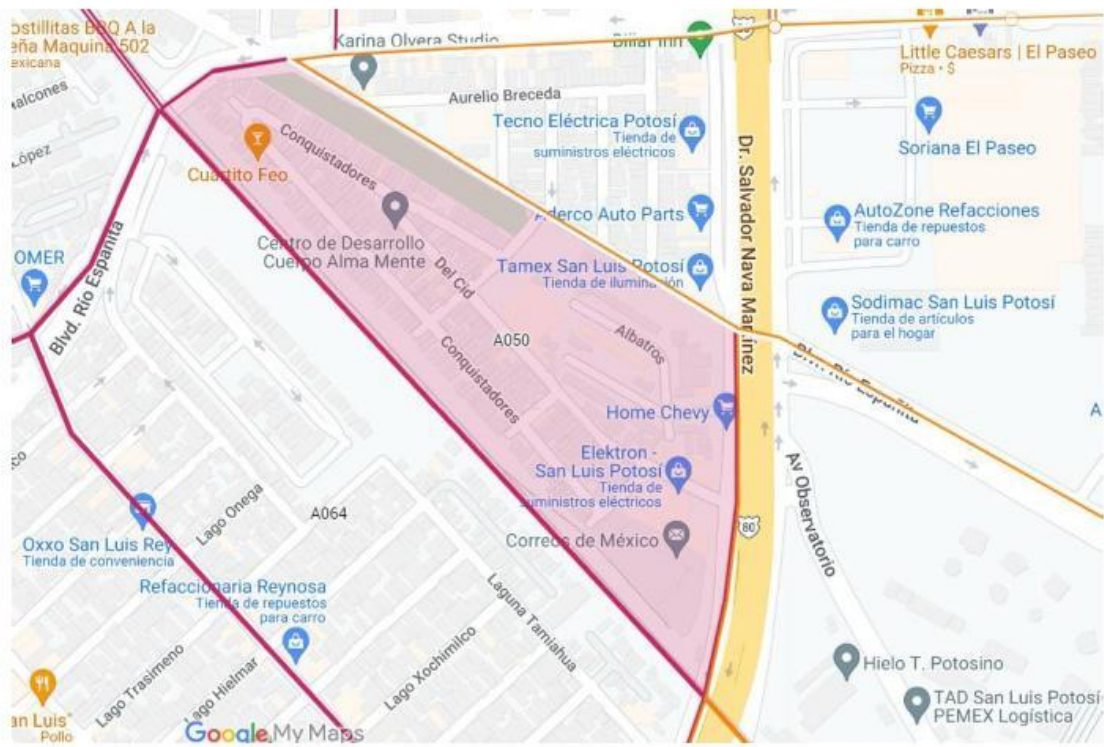 ostillitas BBQ A la
eña Maquina 502
exicana
Karina Olvera Studio
Billar Inn
Little Caesars | El Paseo
Pizza • $
alcones
López
Aurelio Breceda
Tecno Eléctrica Potosí
Tienda de
suministros eléctricos
Soriana El Paseo
Conquistadores
Cuartito Feo
Dr. Salvador Nava Martínez
Aderco Auto Parts
AutoZone Refacciones
Tienda de repuestos
para carro
Centro de Desarrollo
Cuerpo Alma Mente
Del Cid
Tamex San Luis Potosí
Tienda de iluminación
OMER
Blvd. Río Españita
Sodimac San Luis Potosí
Tienda de artículos
para el hogar
A050
Albatros
Blv. Río Españita
Conquistadores
Home Chevy
A
Elektron -
San Luis Potosí
Tienda de
suministros eléctricos
Av Observatorio
co
Lago Onega
A064
80
Oxxo San Luis Rey
Tienda de conveniencia
Correos de México
Refaccionaria Reynosa
Tienda de repuestos
para carro
Laguna Tamiahua
Lago Trasimeno
Lago Hielmar
Lago Xochimilco
Hielo T. Potosino
TAD San Luis Potosí
PEMEX Logística
an Luis
Pollo
Google My Maps